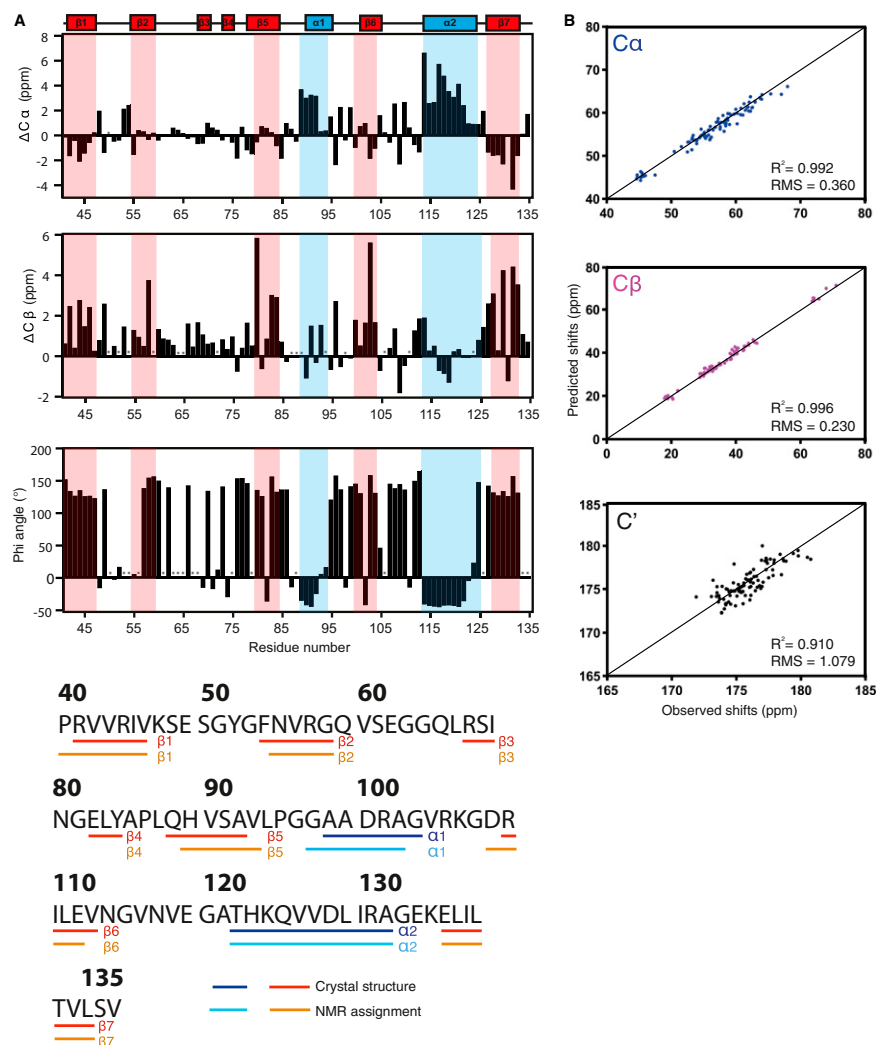 A
β1 β2 β3 β4 β5 α1 β6 α2 β7
ΔC α (ppm)
8
6
4
2
0
-2
-4
45 55 65 75 85 95 105 115 125 135
ΔC β (ppm)
6
4
2
0
-2
45 55 65 75 85 95 105 115 125 135
Phi angle (°)
200
150
100
50
0
-50
45 55 65 75 85 95 105 115 125 135
Residue number
B
Cα
80
70
60
50
40
40 50 60 70 80
R² = 0.992
RMS = 0.360
Cβ
80
60
40
20
0
0 20 40 60 80
R² = 0.996
RMS = 0.230
Predicted shifts (ppm)
C’
185
180
175
170
165
165 170 175 180 185
R² = 0.910
RMS = 1.079
Observed shifts (ppm)
40 50 60
PRVVRIVKSE SGYGFNVRGQ VSEGGQLRSI
β1 β2 β3
β1 β2 β3
80 90 100
NGELYAPLQH VSAVLPGGAA DRAGVRKGDR
β4 β5 α1
β4 β5 α1
110 120 130
ILEVNGVNVE GATHKQVVDL IRAGEKELIL
β6 α2
β6 α2
135
TVLSV
β7
β7
Crystal structure
NMR assignment